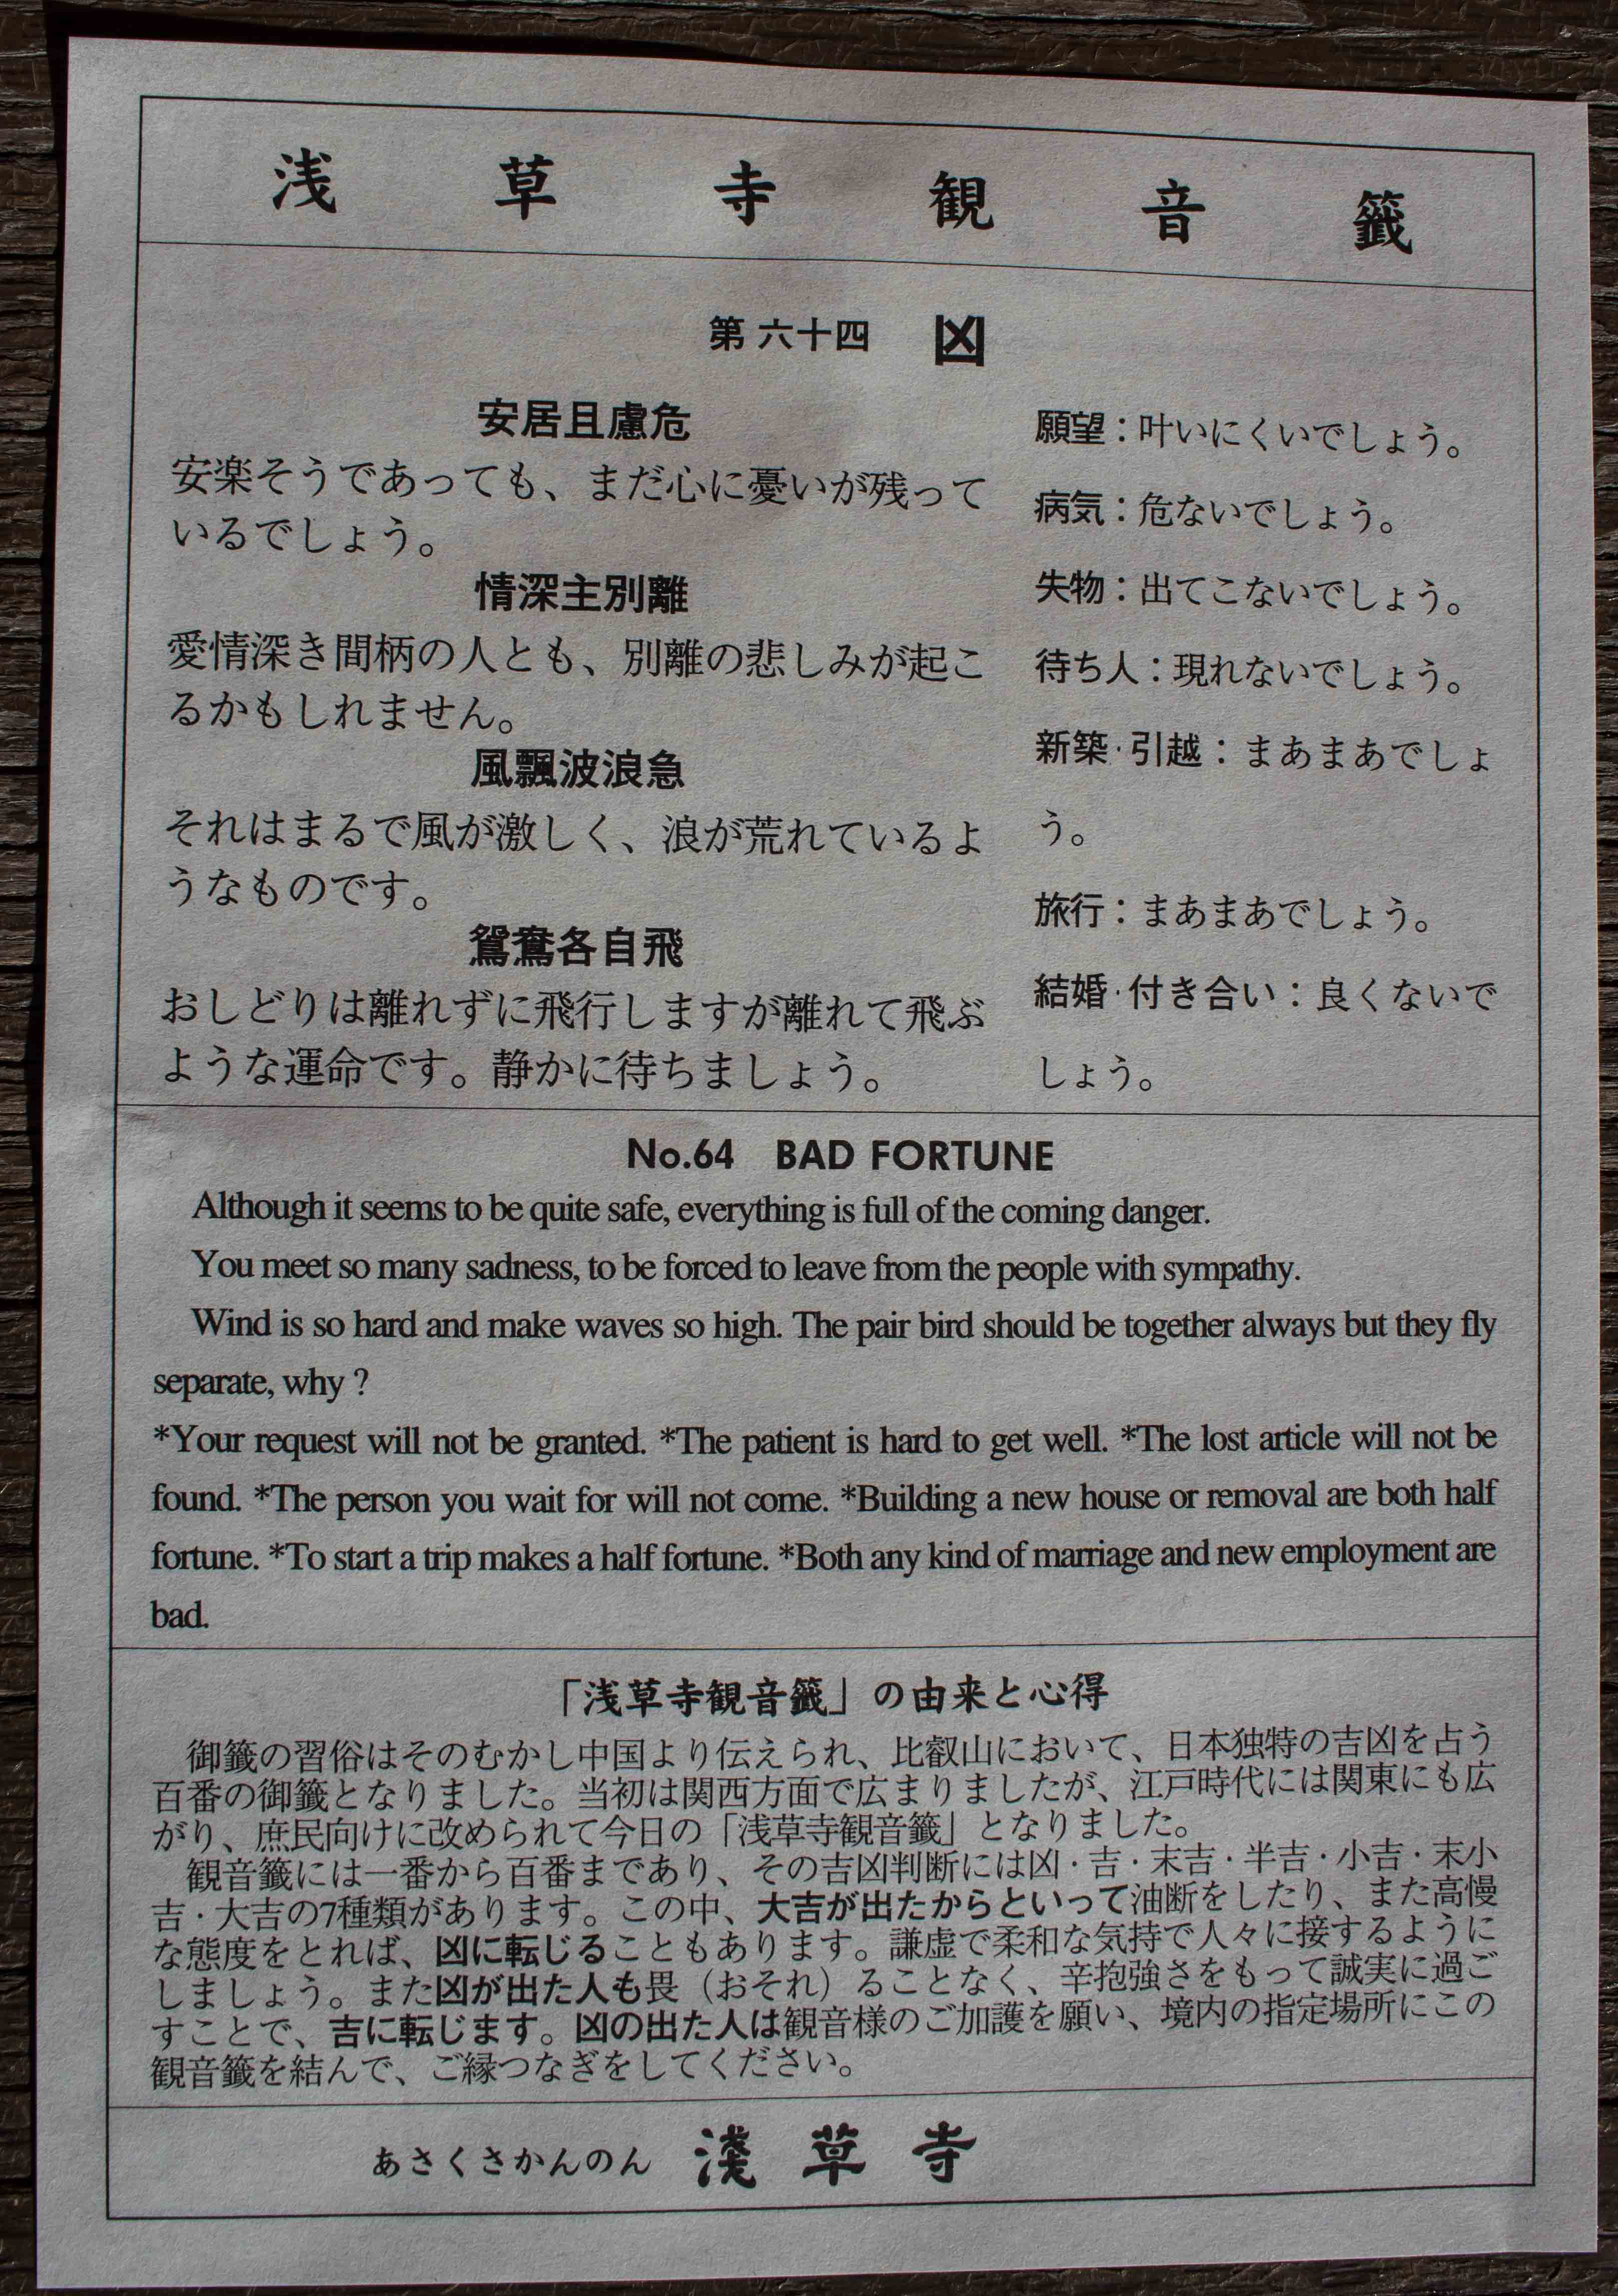 浅草寺観音籤
第六十四 凶
安居且慮危
安楽そうであっても、まだ心に憂いが残って
いるでしょう。
情深主別離
愛情深き間柄の人とも、別離の悲しみが起こ
るかもしれません。
風飄波浪急
それはまるで風が激しく、浪が荒れているよ
うなものです。
鴛鴦各自飛
おしどりは離れずに飛行しますが離れて飛ぶ
ような運命です。静かに待ちましょう。
願望：叶いにくいでしょう。
病気：危ないでしょう。
失物：出てこないでしょう。
待ち人：現れないでしょう。
新築·引越：まあまあでしょ
う。
旅行：まあまあでしょう。
結婚·付き合い：良くないで
しょう。
No.64 BAD FORTUNE
Although it seems to be quite safe, everything is full of the coming danger.
You meet so many sadness, to be forced to leave from the people with sympathy.
Wind is so hard and make waves so high. The pair bird should be together always but they fly
separate, why ?
*Your request will not be granted. *The patient is hard to get well. *The lost article will not be
found. *The person you wait for will not come. *Building a new house or removal are both half
fortune. *To start a trip makes a half fortune. *Both any kind of marriage and new employment are
bad.
「浅草寺観音籤」の由来と心得
御籤の習俗はそのむかし中国より伝えられ、比叡山において、日本独特の吉凶を占う
百番の御籤となりました。当初は関西方面で広まりましたが、江戸時代には関東にも広
がり、庶民向けに改められて今日の「浅草寺観音籤」となりました。
観音籤には一番から百番まであり、その吉凶判断には凶·吉·末吉·半吉·小吉·末小
吉·大吉の7種類があります。この中、大吉が出たからといって油断をしたり、また高慢
な態度をとれば、凶に転じることもあります。謙虚で柔和な気持で人々に接するように
しましょう。また凶が出た人も畏（おそれ）ることなく、辛抱強さをもって誠実に過ご
すことで、吉に転じます。凶の出た人は観音様のご加護を願い、境内の指定場所にこの
観音籤を結んで、ご縁つなぎをしてください。
あさくさかんのん 淺草寺